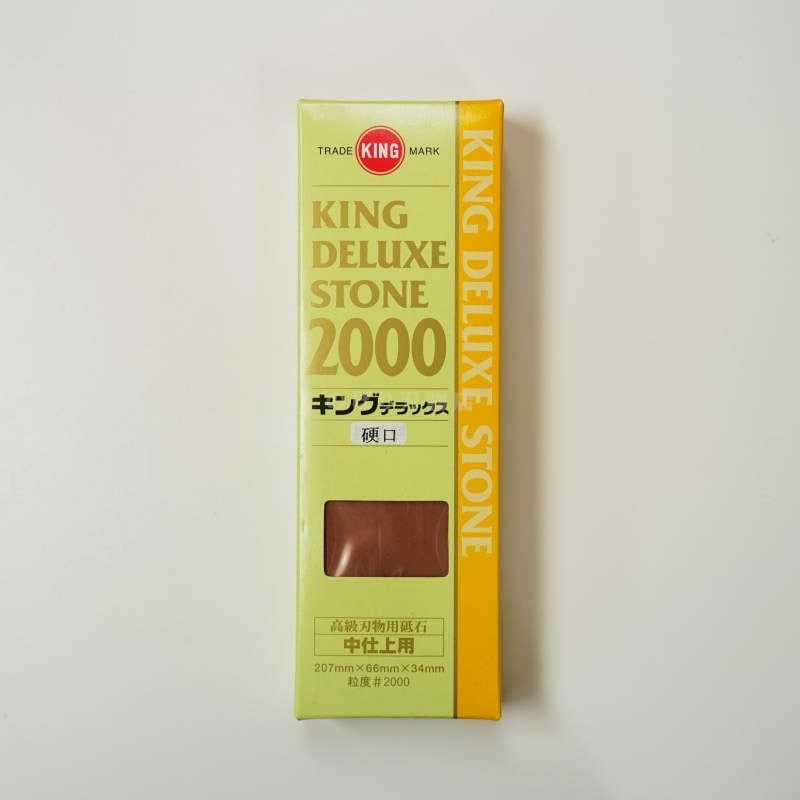 TRADE KING MARK
KING
DELUXE
STONE
2000
キングデラックス
硬口
高級刃物用砥石
中仕上用
207mm×66mm×34mm
粒度#2000
KING DELUXE STONE